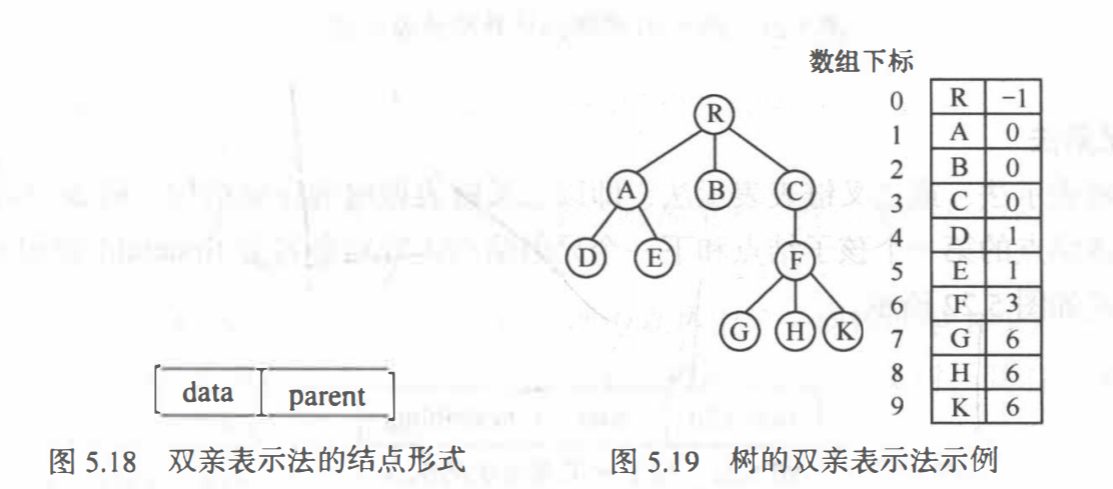 数组下标
0 R -1
1 A 0
2 B 0
3 C 0
4 D 1
5 E 1
6 F 3
7 G 6
8 H 6
9 K 6
R
A B C
D E F
G H K
data parent
图 5.18 双亲表示法的结点形式
图 5.19 树的双亲表示法示例